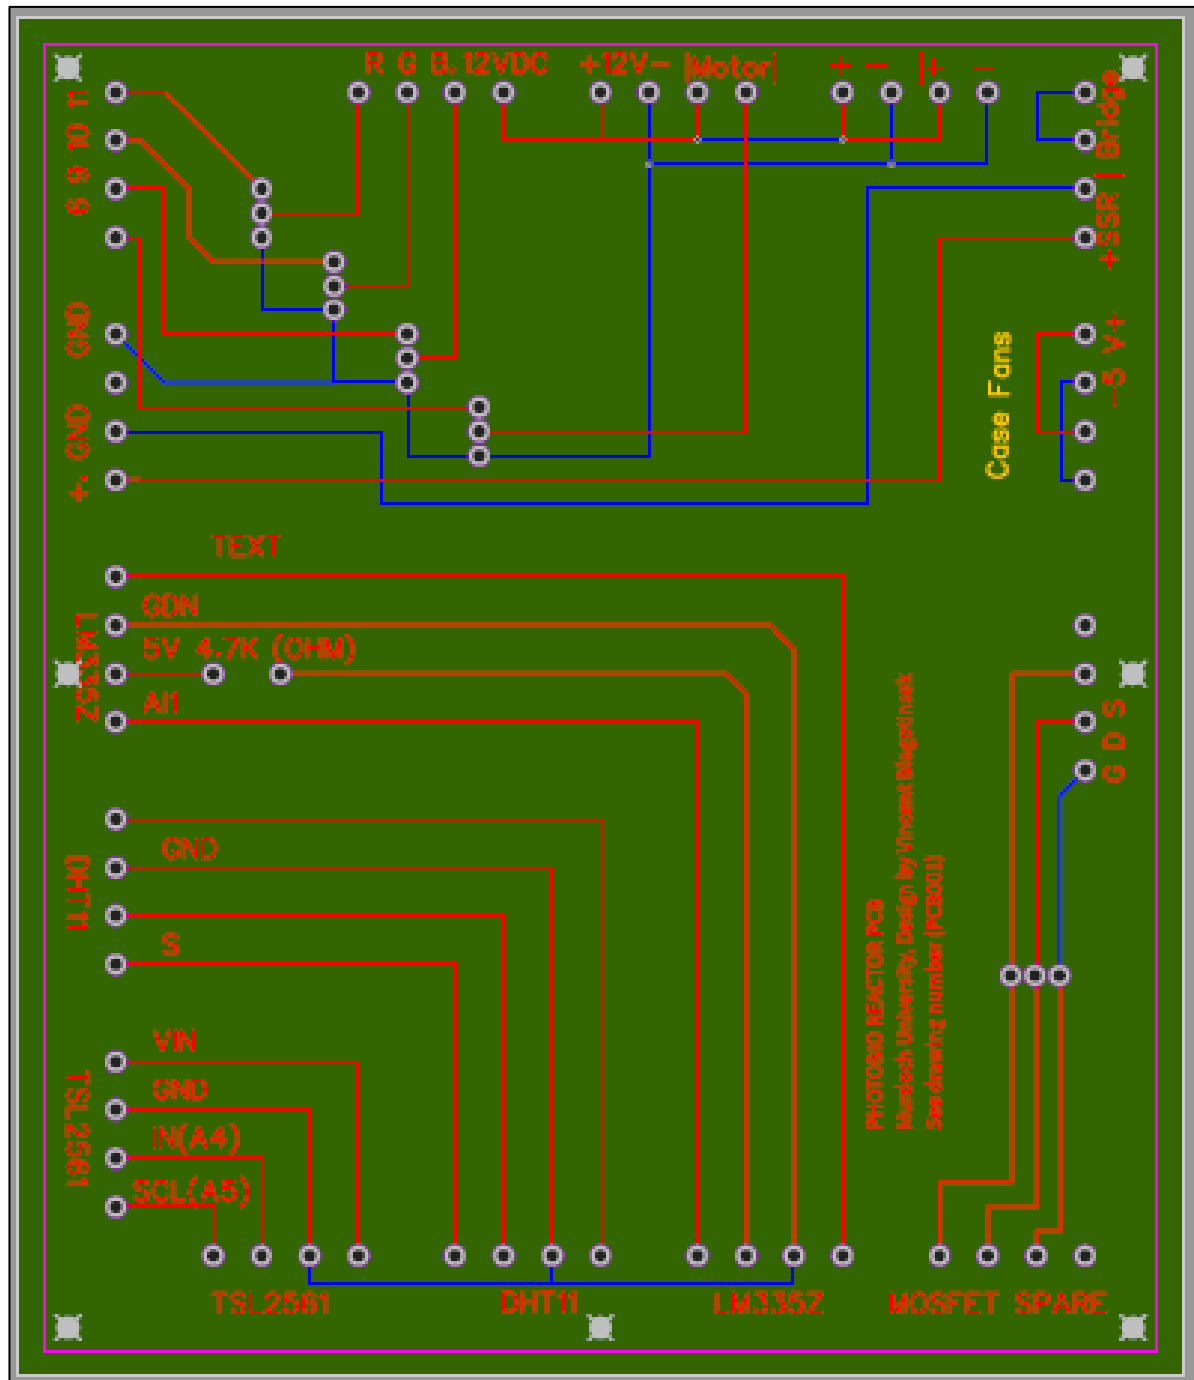 R G B. 12VDC +12V- |Motor| + - |+ -
11
10
9
8
GND
GND
+.
Bridge
+SSR |
-5 V+
Case Fans
TEXT
GDN
5V 4.7K (OHM)
AI1
LM335Z
GND
S
DHT11
VIN
GND
IN(A4)
SCL(A5)
TSL2561
G D S
PHOTOBIO REACTOR PCB
Murdoch University, Design by Vincent
See drawing number (PCB001)
TSL2561 DHT11 LM335Z MOSFET SPARE